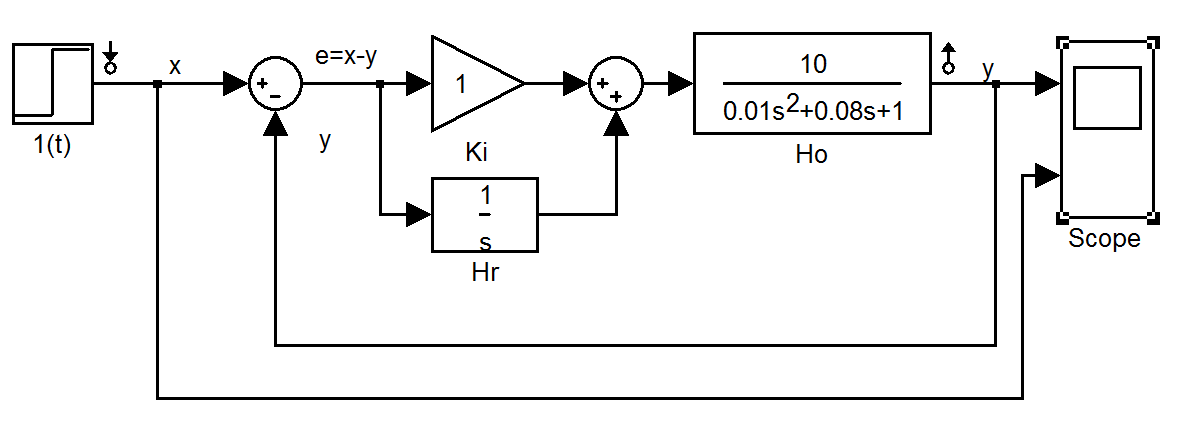 1(t)
x
+
−
e=x-y
y
1
Ki
1
s
Hr
+
+
10
0.01s²+0.08s+1
Ho
y
Scope